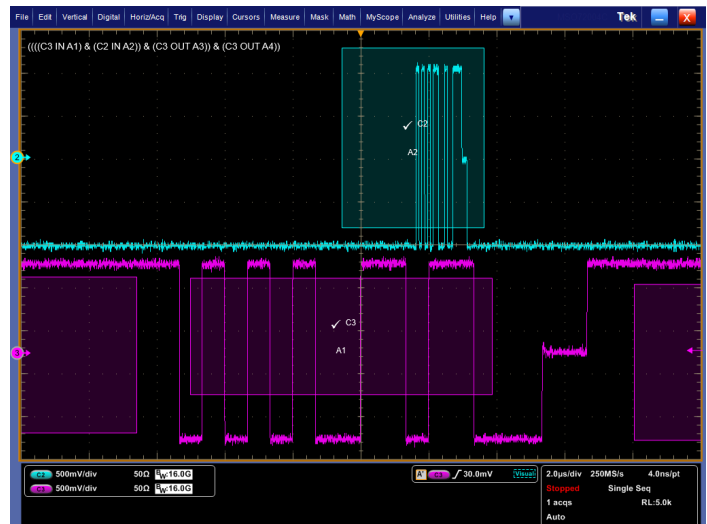 File Edit Vertical Digital Horiz/Acq Trig Display Cursors Measure Mask Math MyScope Analyze Utilities Help Tek X
((((C3 IN A1) & (C2 IN A2)) & (C3 OUT A3)) & (C3 OUT A4))
C2
2
A2
C3
3
A1
C2 500mV/div 50Ω BW:16.0G
C3 500mV/div 50Ω BW:16.0G
A' C3 30.0mV Visual
2.0µs/div 250MS/s 4.0ns/pt
Stopped Single Seq
1 acqs RL:5.0k
Auto